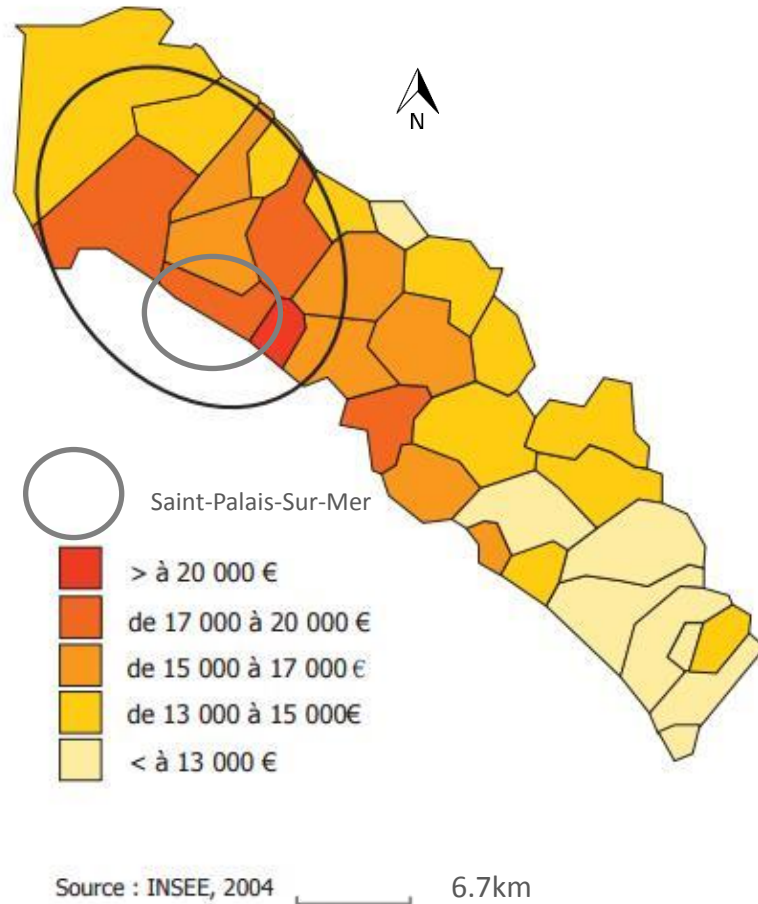 N
Saint-Palais-Sur-Mer
> à 20 000 €
de 17 000 à 20 000 €
de 15 000 à 17 000 €
de 13 000 à 15 000€
< à 13 000 €
Source : INSEE, 2004 6.7km